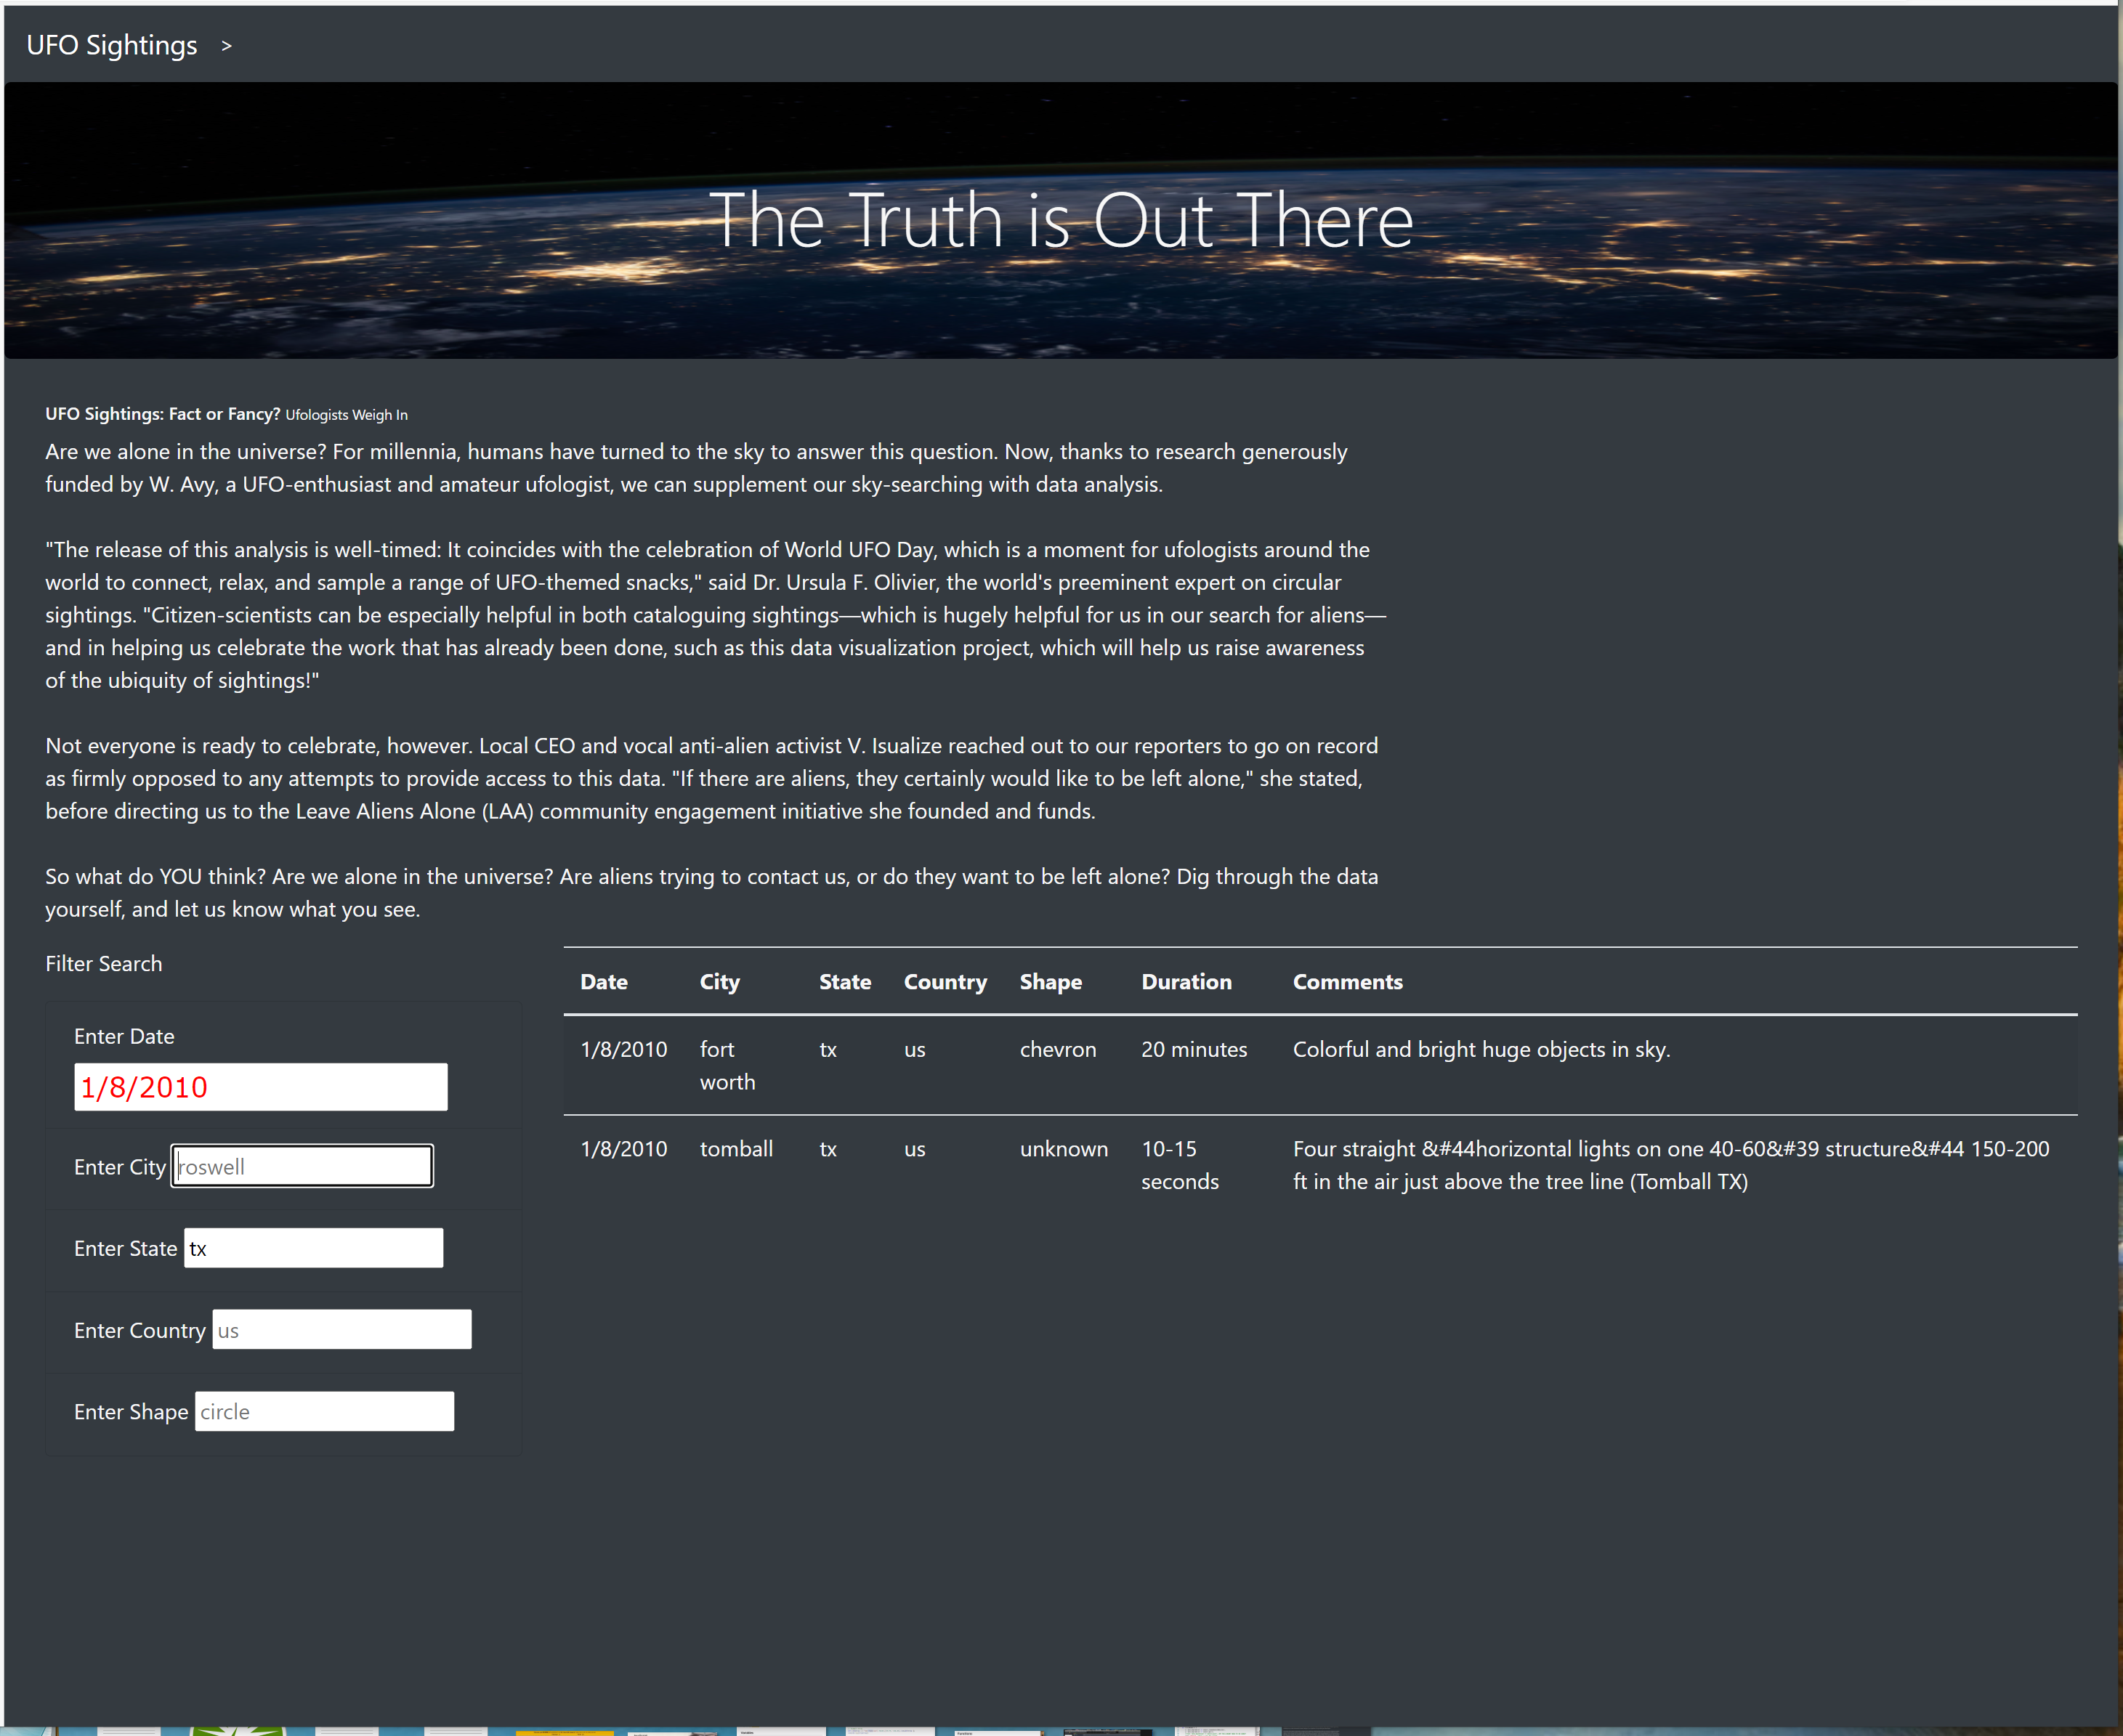 UFO Sightings >
The Truth is Out There
UFO Sightings: Fact or Fancy? Ufologists Weigh In
Are we alone in the universe? For millennia, humans have turned to the sky to answer this question. Now, thanks to research generously
funded by W. Avy, a UFO-enthusiast and amateur ufologist, we can supplement our sky-searching with data analysis.
"The release of this analysis is well-timed: It coincides with the celebration of World UFO Day, which is a moment for ufologists around the
world to connect, relax, and sample a range of UFO-themed snacks," said Dr. Ursula F. Olivier, the world's preeminent expert on circular
sightings. "Citizen-scientists can be especially helpful in both cataloguing sightings—which is hugely helpful for us in our search for aliens—
and in helping us celebrate the work that has already been done, such as this data visualization project, which will help us raise awareness
of the ubiquity of sightings!"
Not everyone is ready to celebrate, however. Local CEO and vocal anti-alien activist V. Isualize reached out to our reporters to go on record
as firmly opposed to any attempts to provide access to this data. "If there are aliens, they certainly would like to be left alone," she stated,
before directing us to the Leave Aliens Alone (LAA) community engagement initiative she founded and funds.
So what do YOU think? Are we alone in the universe? Are aliens trying to contact us, or do they want to be left alone? Dig through the data
yourself, and let us know what you see.
Filter Search
Enter Date
1/8/2010
Enter City roswell
Enter State tx
Enter Country us
Enter Shape circle
Date City State Country Shape Duration Comments
1/8/2010 fort tx us chevron 20 minutes Colorful and bright huge objects in sky.
worth
1/8/2010 tomball tx us unknown 10-15 Four straight &#44horizontal lights on one 40-60&#39 structure&#44 150-200
seconds ft in the air just above the tree line (Tomball TX)